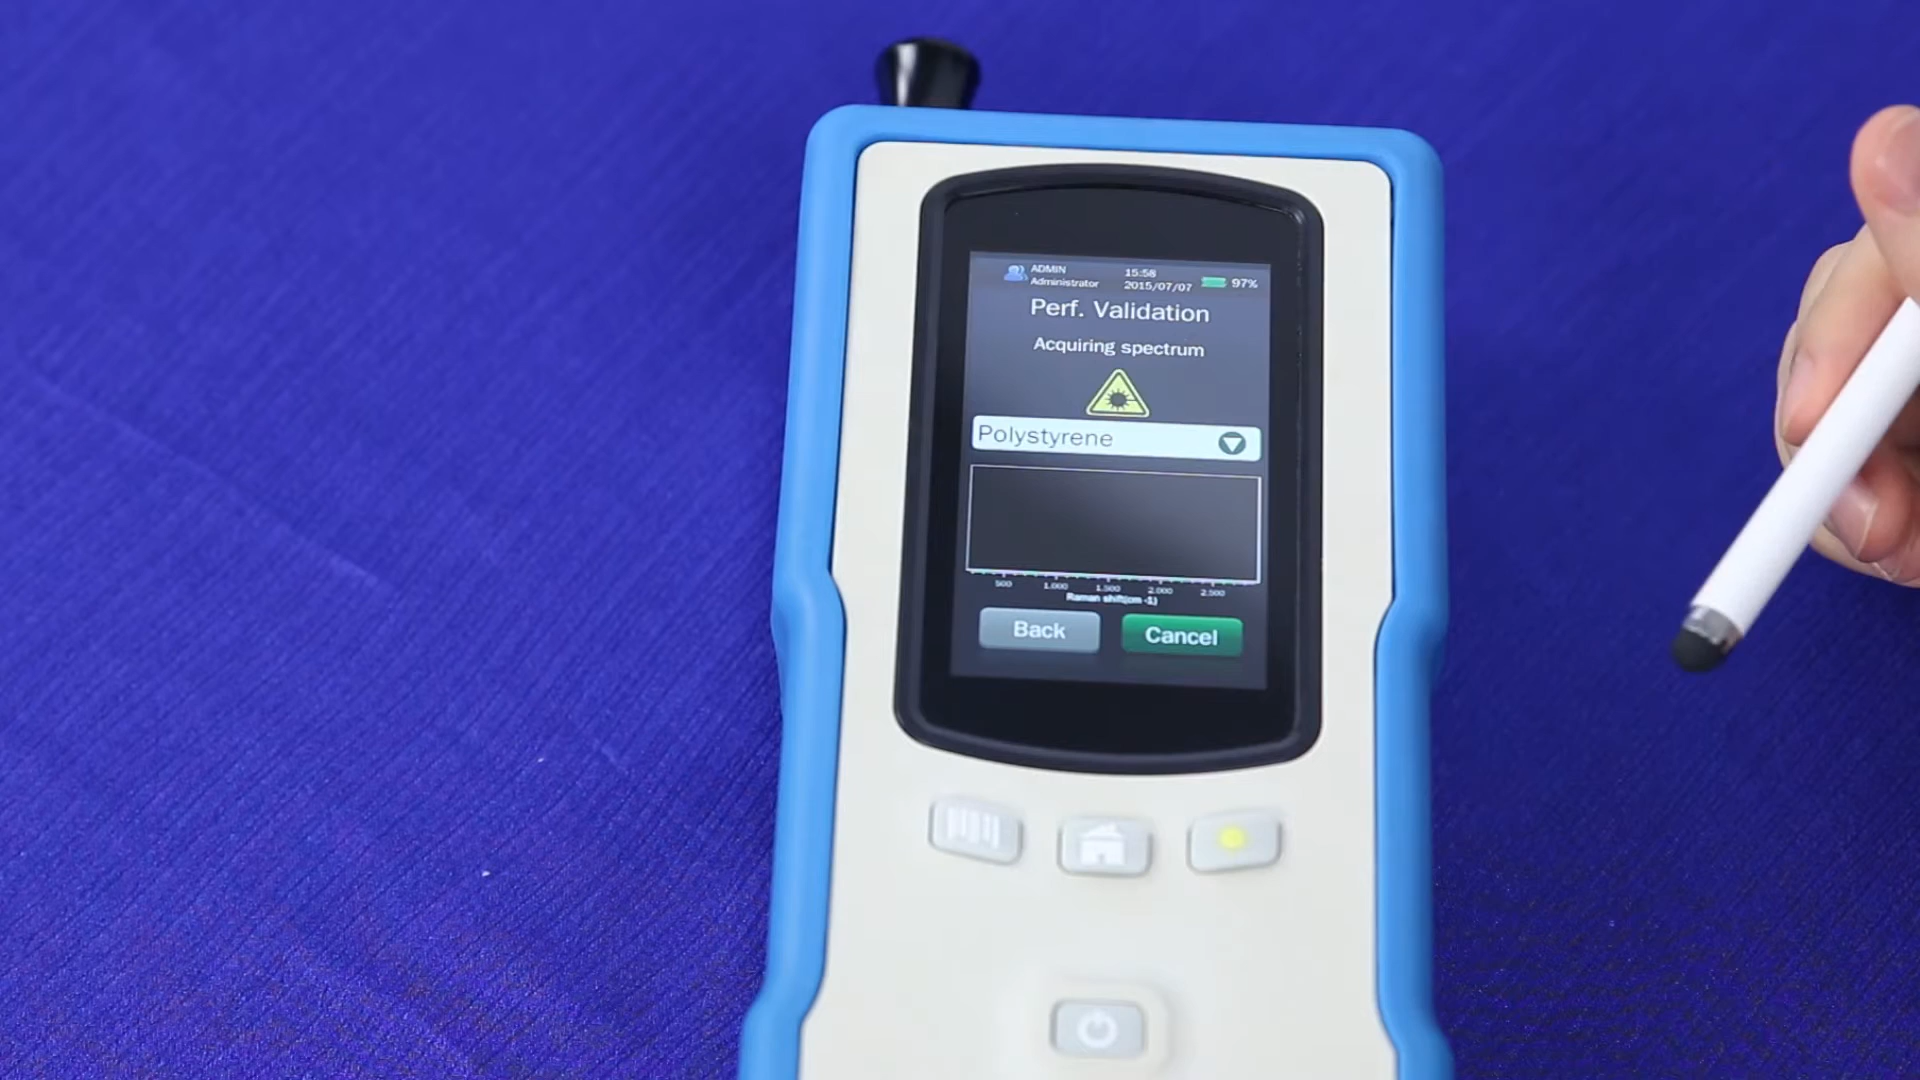 ADMIN
Administrator
15:58
2015/07/07
97%
Perf. Validation
Acquiring spectrum
Polystyrene
500 1.000 1.500 2.000 2.500
Raman shift(cm -1)
Back
Cancel